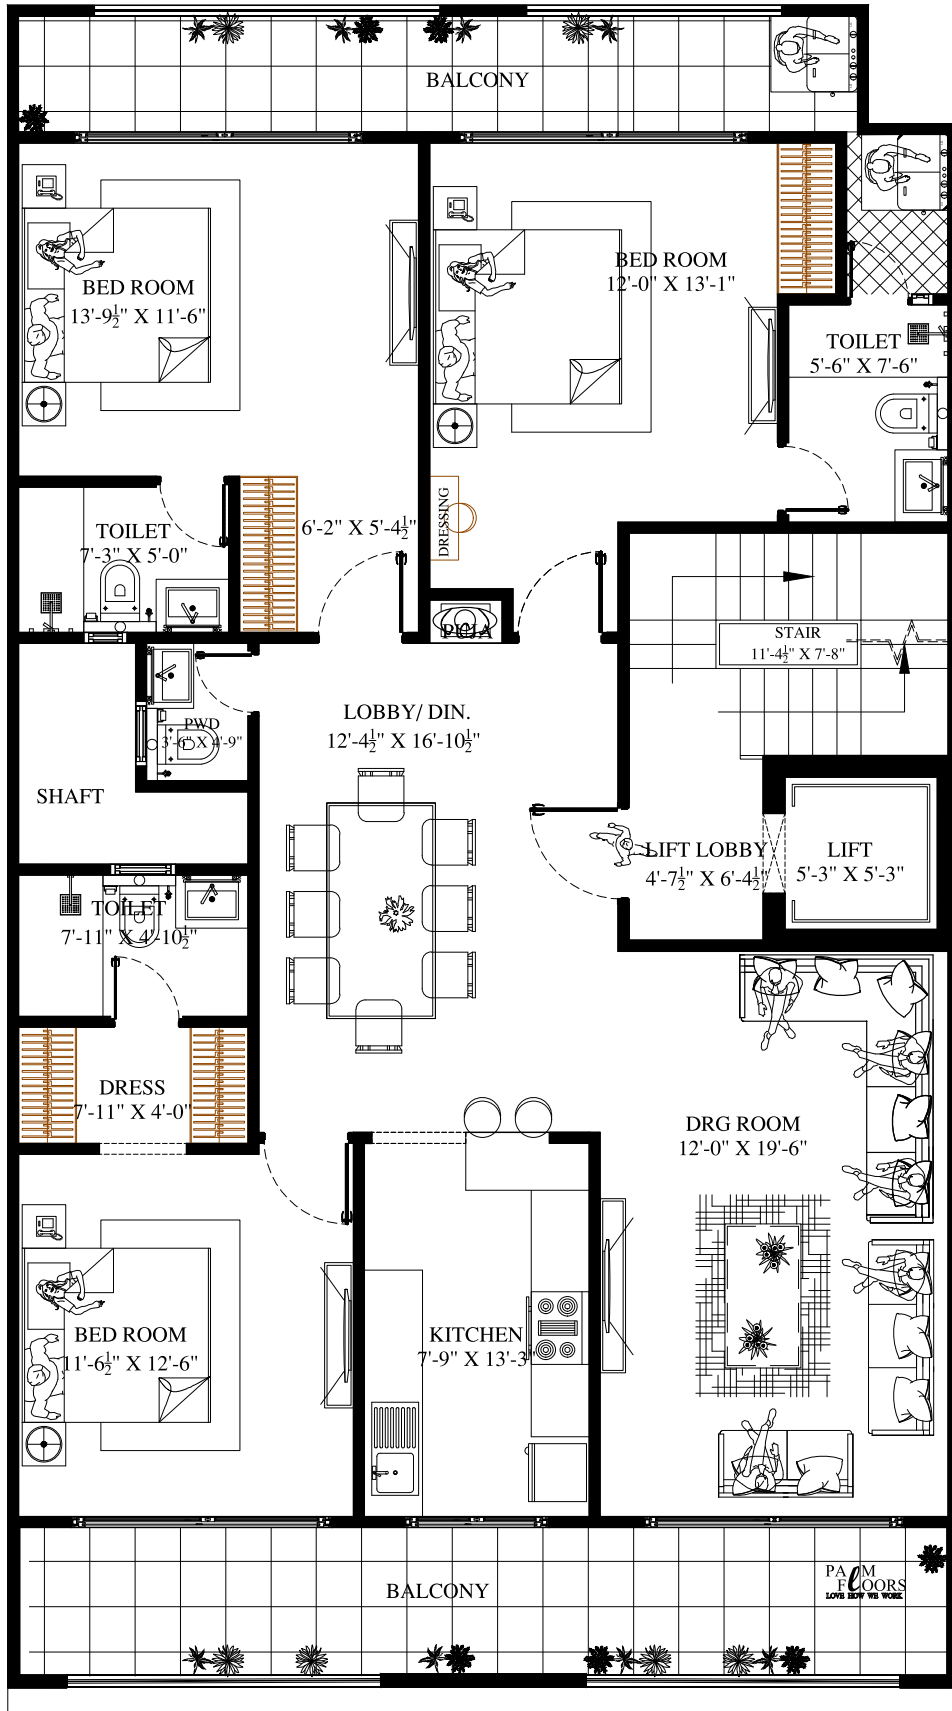 BALCONY
BED ROOM
13'-9½" X 11'-6"
BED ROOM
12'-0" X 13'-1"
TOILET
5'-6" X 7'-6"
DRESSING
6'-2" X 5'-4½"
TOILET
7'-3" X 5'-0"
PUJA
STAIR
11'-4½" X 7'-8"
PWD
3'-6" X 4'-9"
LOBBY/ DIN.
12'-4½" X 16'-10½"
SHAFT
LIFT LOBBY
4'-7½" X 6'-4½"
LIFT
5'-3" X 5'-3"
TOILET
7'-11" X 4'-10½"
DRESS
7'-11" X 4'-0"
DRG ROOM
12'-0" X 19'-6"
BED ROOM
11'-6½" X 12'-6"
KITCHEN
7'-9" X 13'-3"
BALCONY
PALM
FLOORS
LOVE HOW WE WORK